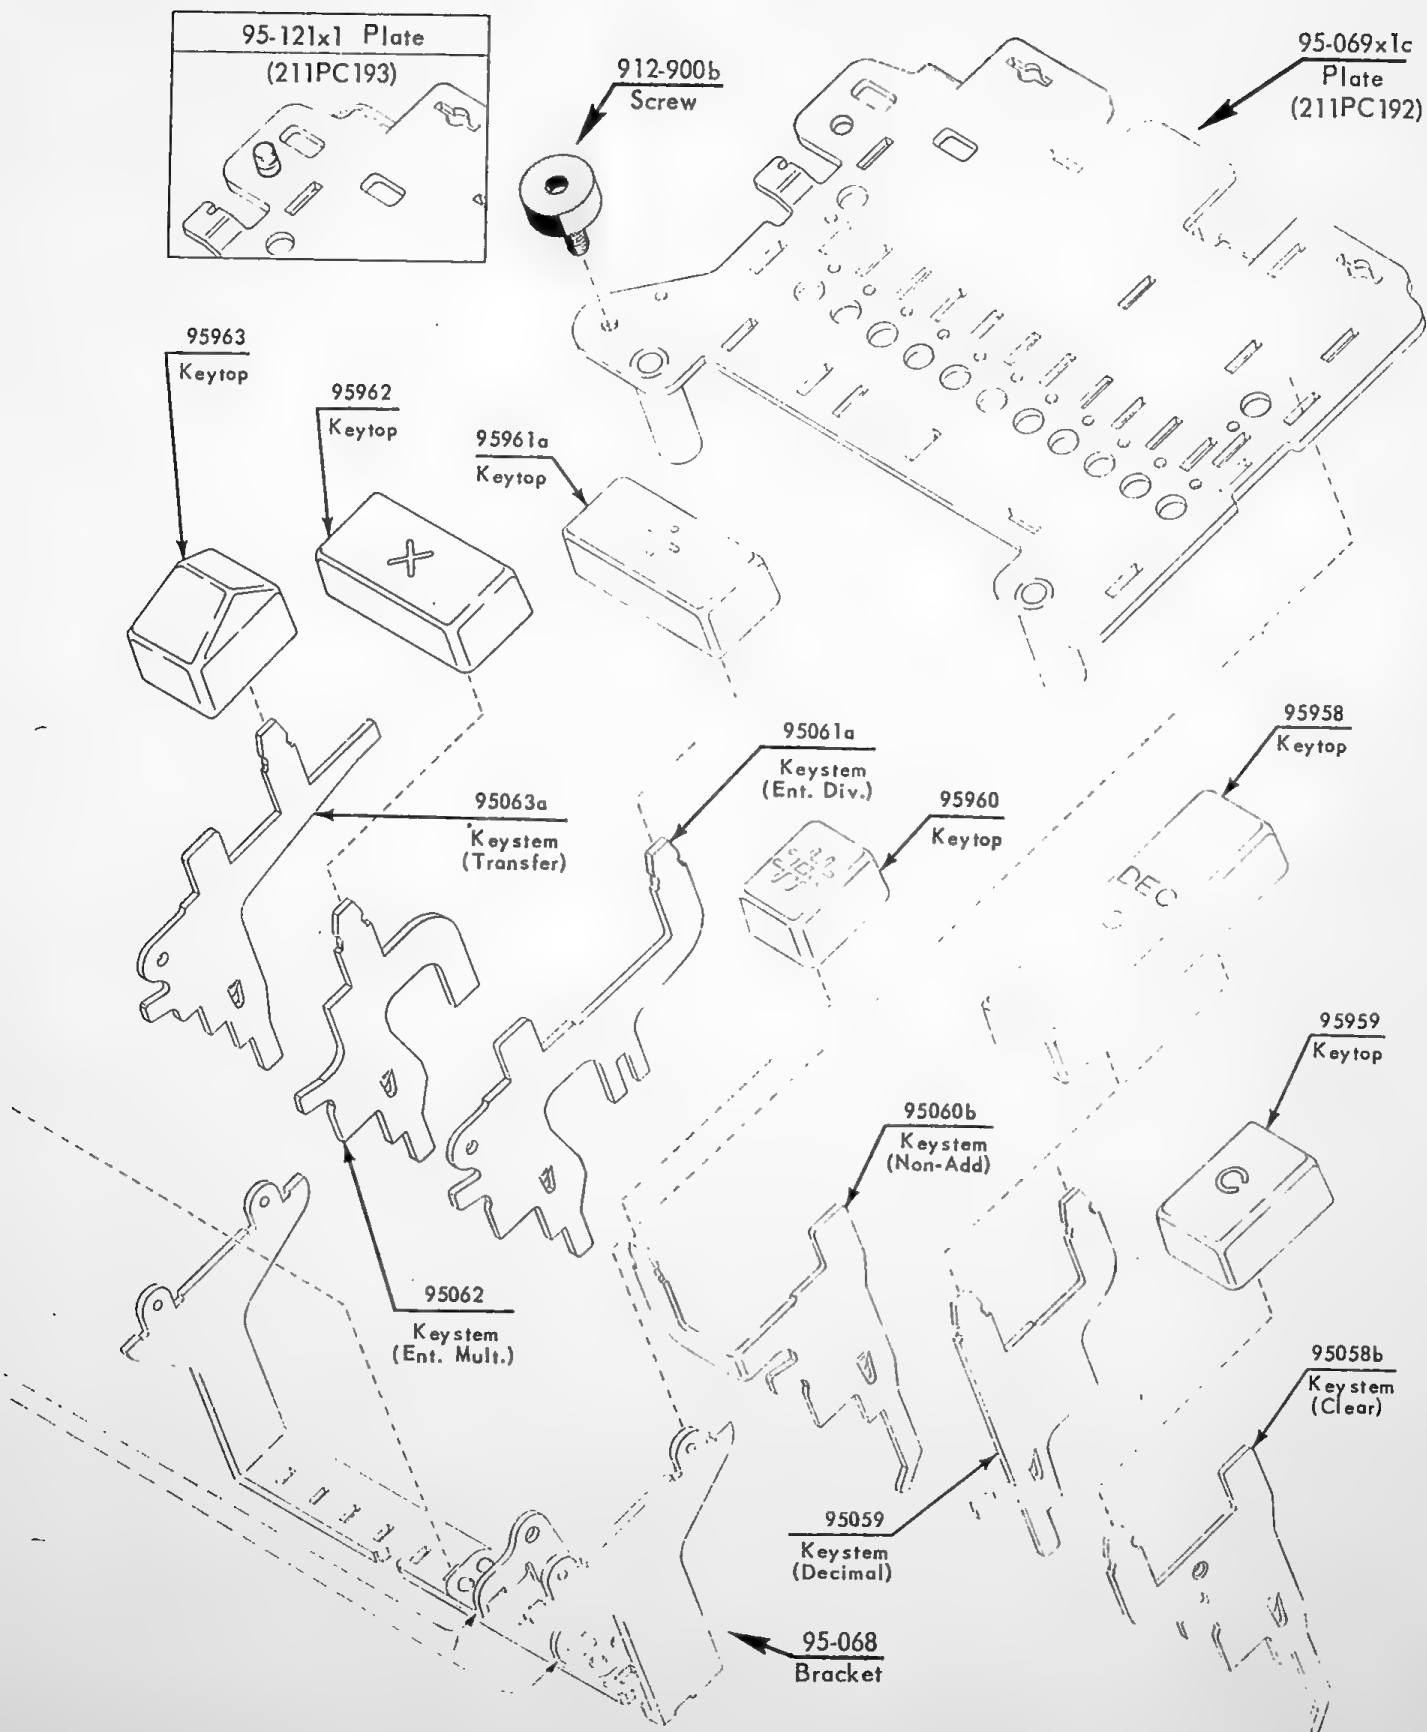 95-121x1 Plate
(211PC193)
912-900b
Screw
95-069x1c
Plate
(211PC192)
95963
Keytop
95962
Keytop
X
95961a
Keytop
95061a
Keystem
(Ent. Div.)
95063a
Keystem
(Transfer)
95960
Keytop
95958
Keytop
DEC
95959
Keytop
C
95060b
Keystem
(Non-Add)
95062
Keystem
(Ent. Mult.)
95058b
Keystem
(Clear)
95059
Keystem
(Decimal)
95-068
Bracket